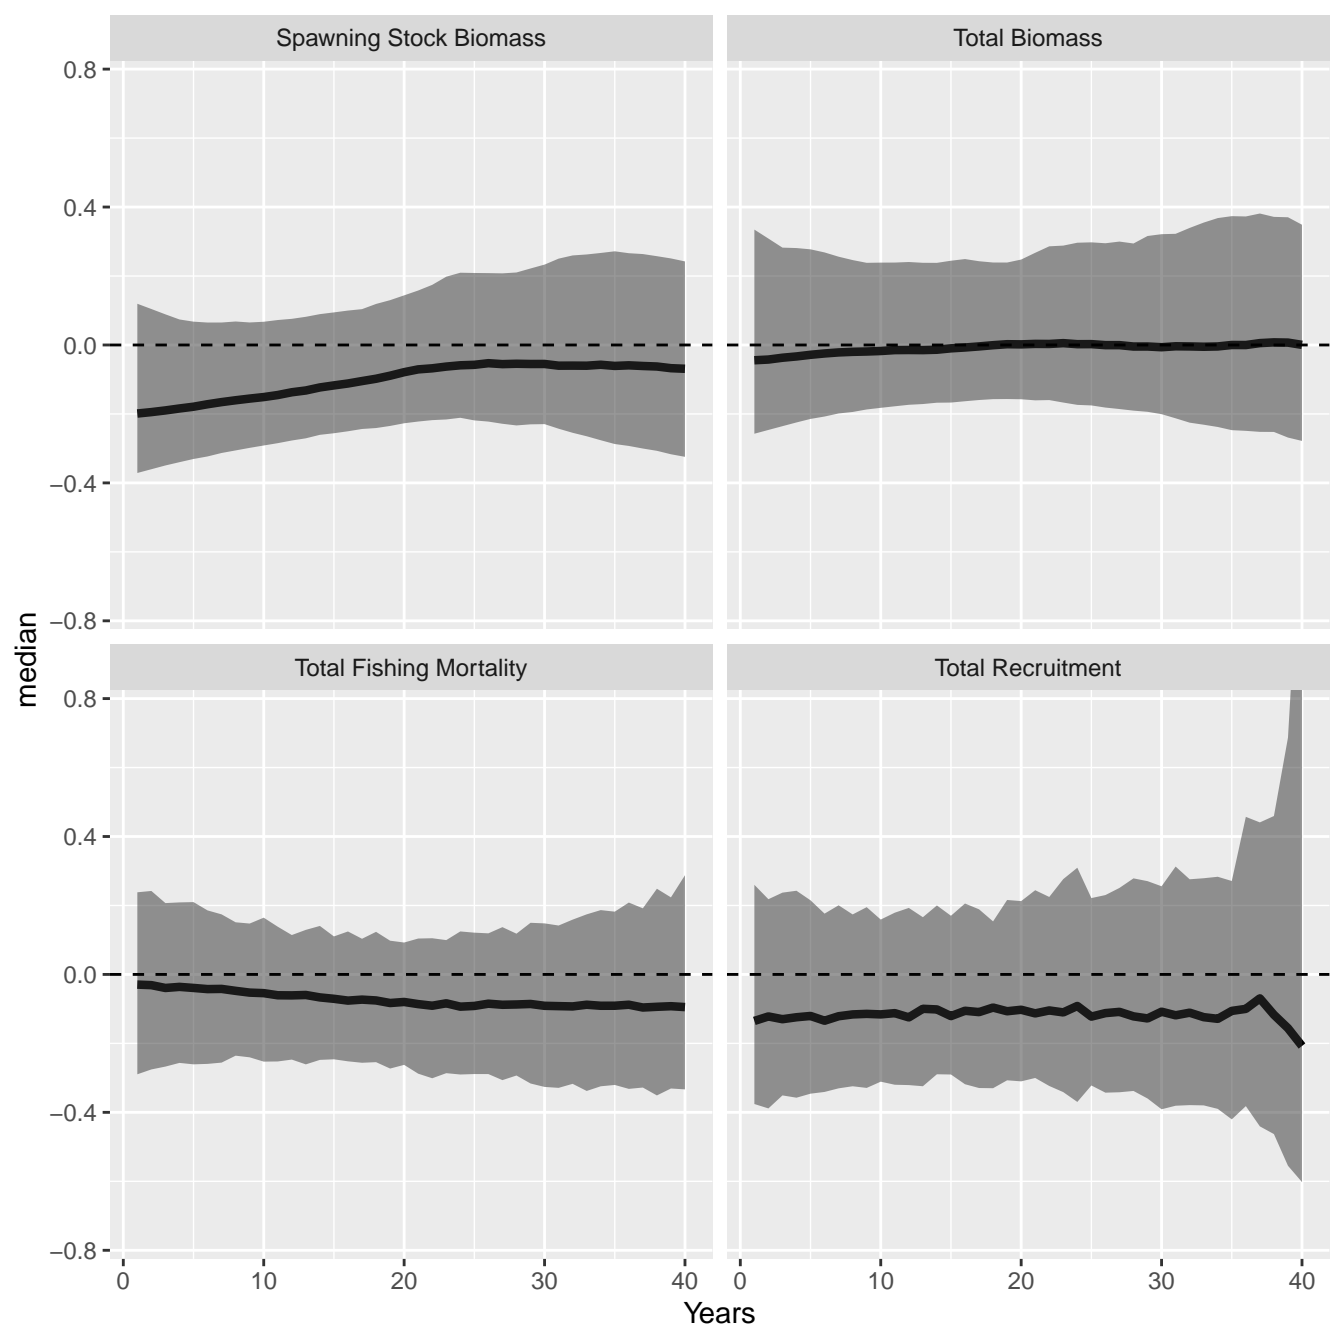 Spawning Stock Biomass
Total Biomass
0.8
0.4
0.0
−0.4
−0.8
median
Total Fishing Mortality
Total Recruitment
0.8
0.4
0.0
−0.4
−0.8
0 10 20 30 40
0 10 20 30 40
Years